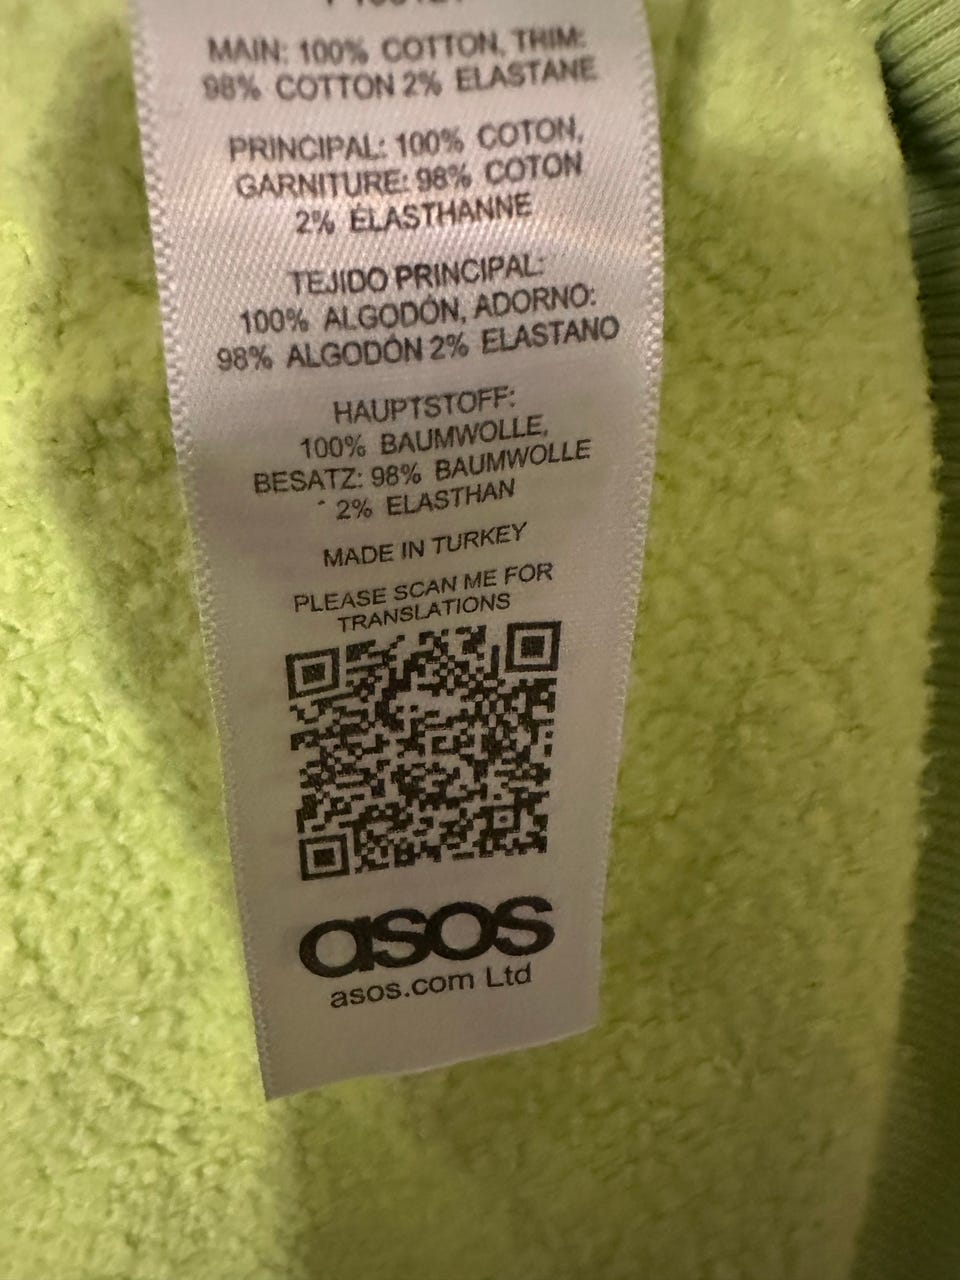 MAIN: 100% COTTON, TRIM:
98% COTTON 2% ELASTANE
PRINCIPAL: 100% COTON,
GARNITURE: 98% COTON
2% ÉLASTHANNE
TEJIDO PRINCIPAL:
100% ALGODÓN, ADORNO:
98% ALGODÓN 2% ELASTANO
HAUPTSTOFF:
100% BAUMWOLLE,
BESATZ: 98% BAUMWOLLE
2% ELASTHAN
MADE IN TURKEY
PLEASE SCAN ME FOR
TRANSLATIONS
asos
asos.com Ltd